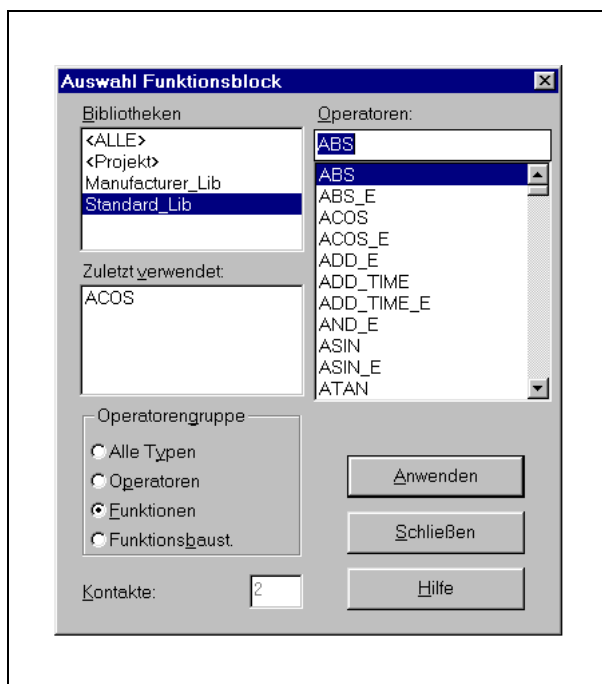 Auswahl Funktionsblock
Bibliotheken
<ALLE>
<Projekt>
Manufacturer_Lib
Standard_Lib
Zuletzt verwendet:
ACOS
Operatoren:
ABS
ABS
ABS_E
ACOS
ACOS_E
ADD_E
ADD_TIME
ADD_TIME_E
AND_E
ASIN
ASIN_E
ATAN
Operatorengruppe
Alle Typen
Operatoren
Funktionen
Funktionsbaust.
Kontakte: 2
Anwenden
Schließen
Hilfe